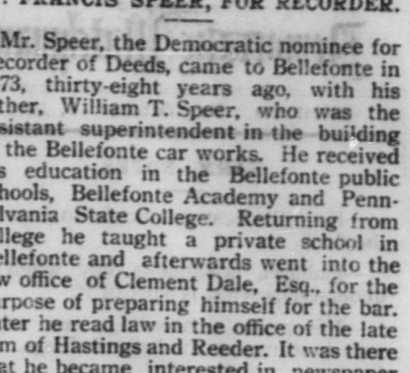 FRANCIS SPEER, FOR RECORDER.
Mr. Speer, the Democratic nominee for
ecorder of Deeds, came to Bellefonte in
73, thirty-eight years ago, with his
ther, William T. Speer, who was the
sistant superintendent in the building
the Bellefonte car works. He received
s education in the Bellefonte public
hools, Bellefonte Academy and Penn-
lvania State College. Returning from
llege he taught a private school in
ellefonte and afterwards went into the
w office of Clement Dale, Esq., for the
urpose of preparing himself for the bar.
ter he read law in the office of the late
m of Hastings and Reeder. It was there
at he became interested in newspaper